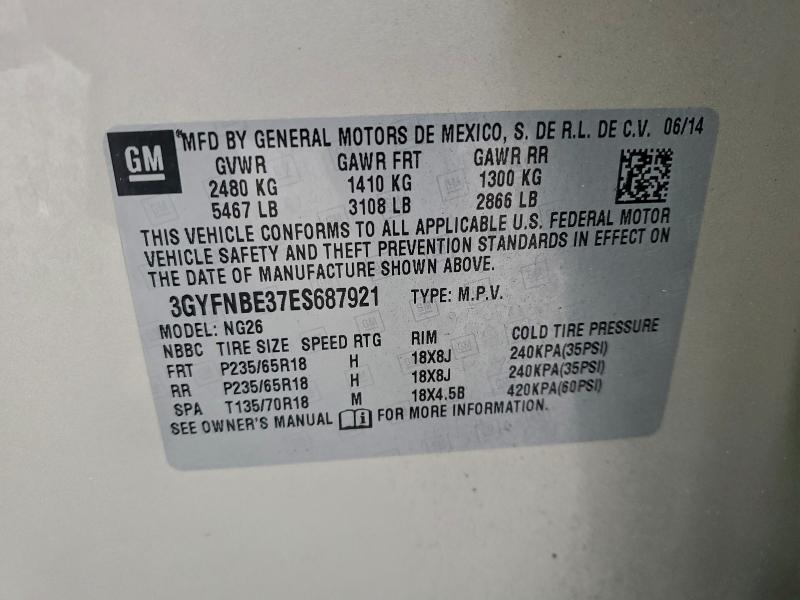 GM
"MFD BY GENERAL MOTORS DE MEXICO, S. DE R.L. DE C.V. 06/14
GVWR GAWR FRT GAWR RR
2480 KG 1410 KG 1300 KG
5467 LB 3108 LB 2866 LB
THIS VEHICLE CONFORMS TO ALL APPLICABLE U.S. FEDERAL MOTOR
VEHICLE SAFETY AND THEFT PREVENTION STANDARDS IN EFFECT ON
THE DATE OF MANUFACTURE SHOWN ABOVE.
3GYFNBE37ES687921 TYPE: M.P.V.
MODEL: NG26
NBBC TIRE SIZE SPEED RTG RIM COLD TIRE PRESSURE
FRT P235/65R18 H 18X8J 240KPA(35PSI)
RR P235/65R18 H 18X8J 240KPA(35PSI)
SPA T135/70R18 M 18X4.5B 420KPA(60PSI)
SEE OWNER'S MANUAL i FOR MORE INFORMATION.